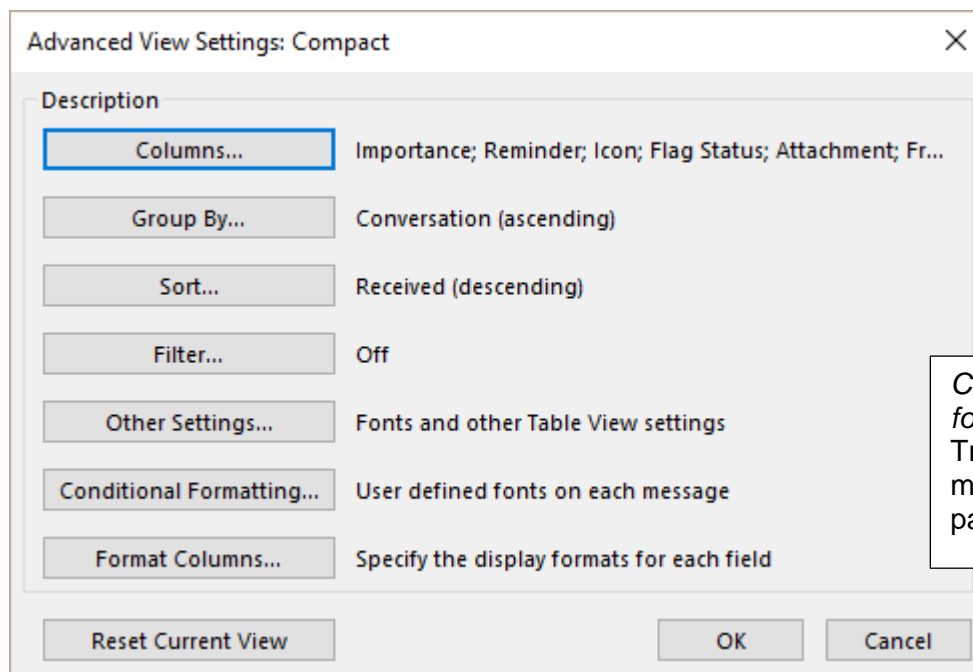 Advanced View Settings: Compact
Description
Columns... Importance; Reminder; Icon; Flag Status; Attachment; Fr...
Group By... Conversation (ascending)
Sort... Received (descending)
Filter... Off
Other Settings... Fonts and other Table View settings
Conditional Formatting... User defined fonts on each message
Format Columns... Specify the display formats for each field
Reset Current View OK Cancel